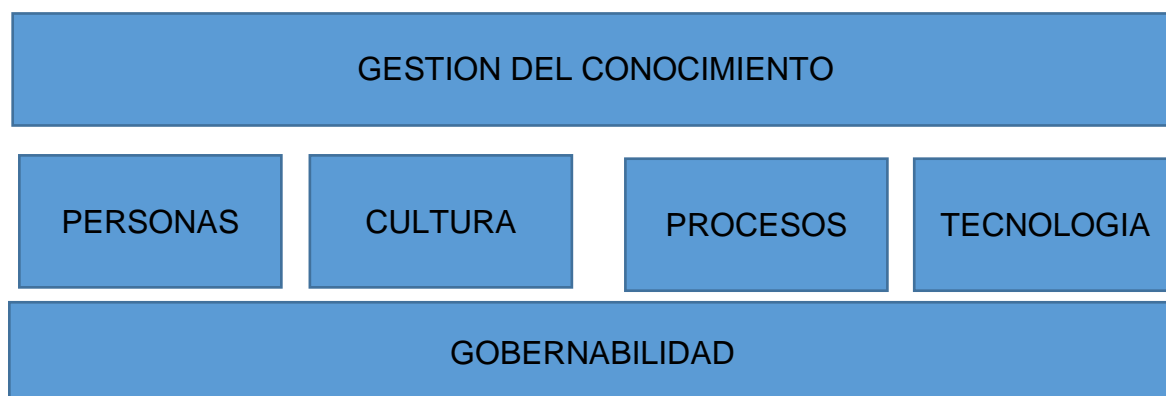 GESTION DEL CONOCIMIENTO
PERSONAS
CULTURA
PROCESOS
TECNOLOGIA
GOBERNABILIDAD